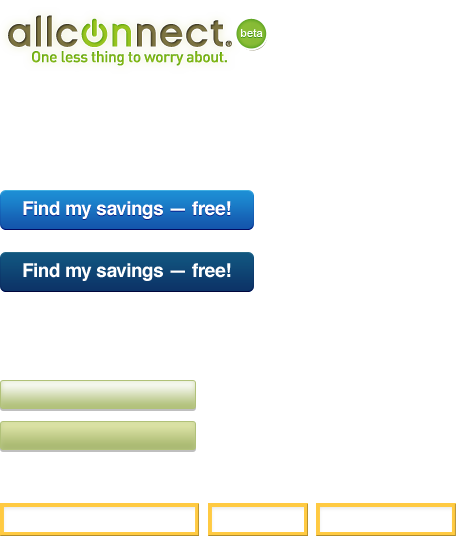 allconnect. beta
One less thing to worry about.
Find my savings — free!
Find my savings — free!